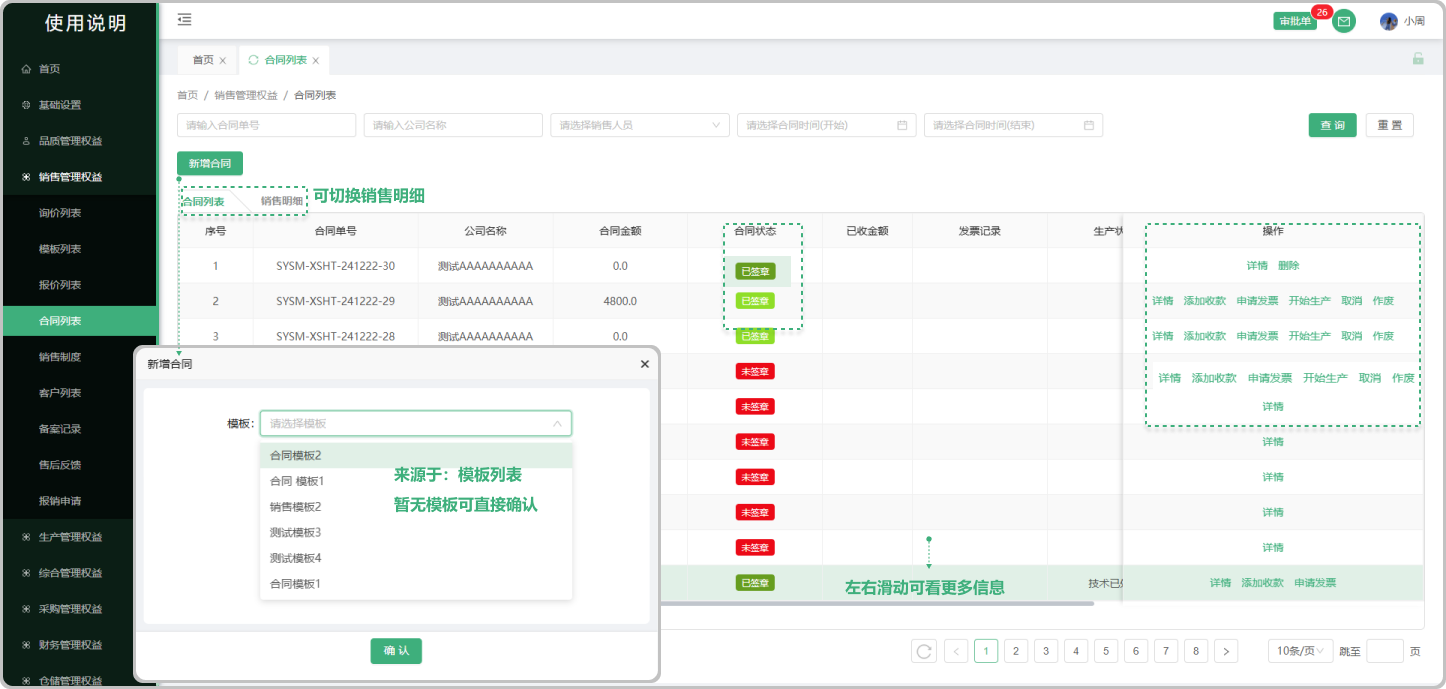 使用说明
首页
基础设置
品质管理权益
销售管理权益
询价列表
模板列表
报价列表
合同列表
销售制度
客户列表
备案记录
售后反馈
报销申请
生产管理权益
综合管理权益
采购管理权益
财务管理权益
仓储管理权益
审批单 26 小周
首页 × 合同列表 ×
首页 / 销售管理权益 / 合同列表
请输入合同单号 请输入公司名称 请选择销售人员 请选择合同时间(开始) 请选择合同时间(结束) 查 询 重 置
新增合同
合同列表 销售明细 可切换销售明细
序号 合同单号 公司名称 合同金额 合同状态 已收金额 发票记录 生产状 操作
1 SYSM-XSHT-241222-30 测试AAAAAAAAAA 0.0 已签章 详情 删除
2 SYSM-XSHT-241222-29 测试AAAAAAAAAA 4800.0 已签章 详情 添加收款 申请发票 开始生产 取消 作废
3 SYSM-XSHT-241222-28 测试AAAAAAAAAA 0.0 已签章 详情 添加收款 申请发票 开始生产 取消 作废
未签章 详情 添加收款 申请发票 开始生产 取消 作废
未签章 详情
未签章 详情
未签章 详情
未签章 详情
未签章 详情
已签章 技术已处 详情 添加收款 申请发票
左右滑动可看更多信息
1 2 3 4 5 6 7 8 10条/页 跳至 页
新增合同 ×
模板: 请选择模板
合同模板2
合同 模板1
销售模板2
测试模板3
测试模板4
合同模板1
来源于：模板列表
暂无模板可直接确认
确 认